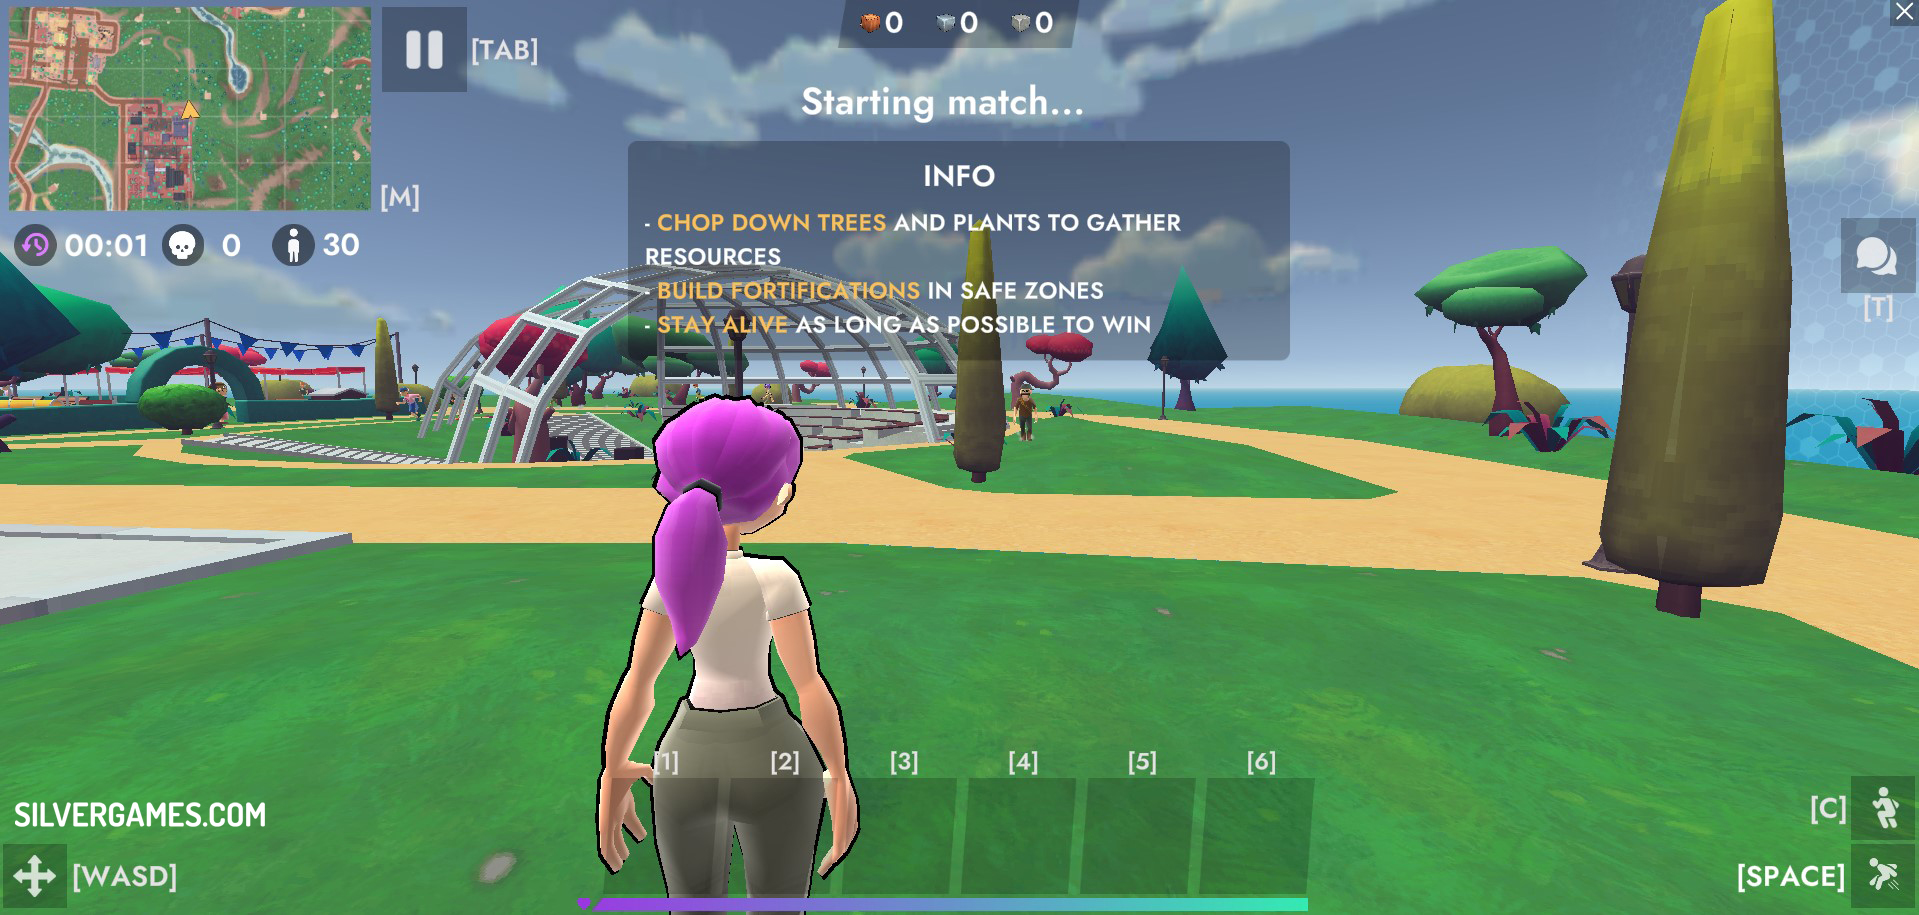 [TAB]
0 0 0
Starting match...
INFO
- CHOP DOWN TREES AND PLANTS TO GATHER
RESOURCES
- BUILD FORTIFICATIONS IN SAFE ZONES
- STAY ALIVE AS LONG AS POSSIBLE TO WIN
[M]
00:01 0 30
[T]
[1] [2] [3] [4] [5] [6]
SILVERGAMES.COM
[C]
[WASD]
[SPACE]